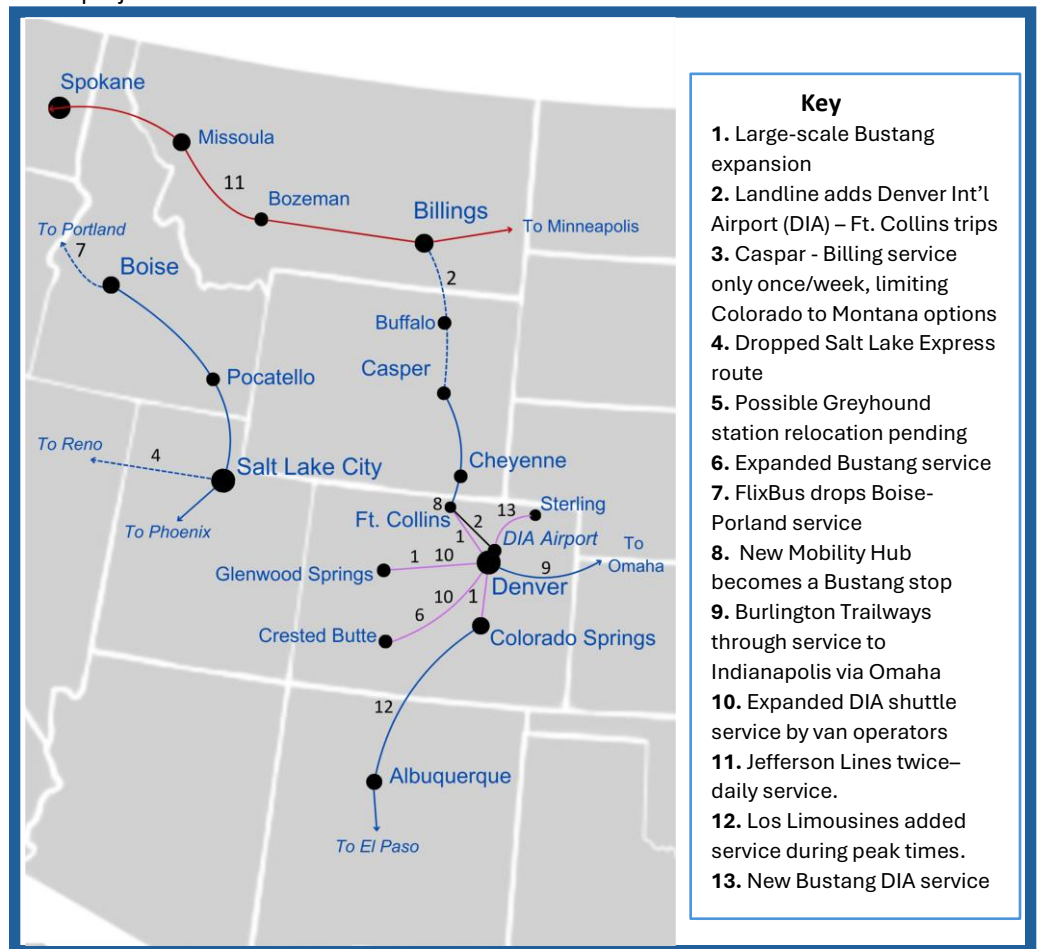 Spokane
Missoula
11
Bozeman
Billings
To Minneapolis
To Portland
7
Boise
2
Buffalo
Casper
Pocatello
To Reno
4
Salt Lake City
Cheyenne
To Phoenix
8
13
Sterling
Ft. Collins
2
1
DIA Airport
To
Omaha
1
10
9
Glenwood Springs
Denver
10
1
6
Crested Butte
Colorado Springs
12
Albuquerque
To El Paso
Key
1. Large-scale Bustang
expansion
2. Landline adds Denver Int’l
Airport (DIA) – Ft. Collins trips
3. Caspar - Billing service
only once/week, limiting
Colorado to Montana options
4. Dropped Salt Lake Express
route
5. Possible Greyhound
station relocation pending
6. Expanded Bustang service
7. FlixBus drops Boise-
Porland service
8. New Mobility Hub
becomes a Bustang stop
9. Burlington Trailways
through service to
Indianapolis via Omaha
10. Expanded DIA shuttle
service by van operators
11. Jefferson Lines twice–
daily service.
12. Los Limousines added
service during peak times.
13. New Bustang DIA service